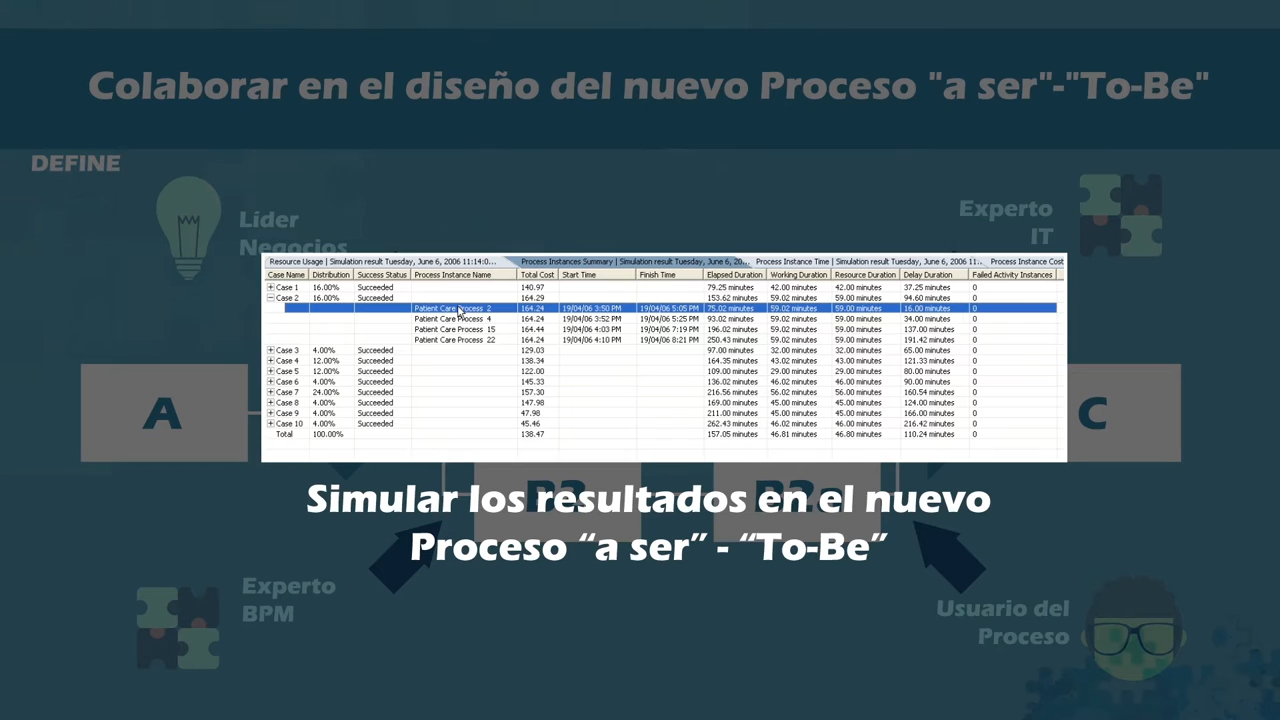 Colaborar en el diseño del nuevo Proceso "a ser"-"To-Be"
DEFINE
Líder
Negocios
Experto
IT
Resource Usage | Simulation result Tuesday, June 6, 2006 11:14:0... Process Instances Summary | Simulation result Tuesday, June 6, 20... Process Instance Time | Simulation result Tuesday, June 6, 2006 11:... Process Instance Cost
Case Name Distribution Success Status Process Instance Name Total Cost Start Time Finish Time Elapsed Duration Working Duration Resource Duration Delay Duration Failed Activity Instances
Case 1 16.00% Succeeded 140.97 79.25 minutes 42.00 minutes 42.00 minutes 37.25 minutes 0
Case 2 16.00% Succeeded 164.29 153.62 minutes 59.02 minutes 59.02 minutes 94.60 minutes 0
Patient Care Process 2 164.24 19/04/06 3:50 PM 19/04/06 5:05 PM 75.02 minutes 59.02 minutes 59.02 minutes 16.00 minutes 0
Patient Care Process 4 164.24 19/04/06 3:52 PM 19/04/06 5:25 PM 93.02 minutes 59.02 minutes 59.02 minutes 34.00 minutes 0
Patient Care Process 15 164.44 19/04/06 4:03 PM 19/04/06 7:19 PM 196.02 minutes 59.02 minutes 59.02 minutes 137.00 minutes 0
Patient Care Process 22 164.24 19/04/06 4:10 PM 19/04/06 8:21 PM 250.43 minutes 59.02 minutes 59.02 minutes 191.42 minutes 0
Case 3 4.00% Succeeded 129.03 97.00 minutes 32.00 minutes 32.00 minutes 65.00 minutes 0
Case 4 12.00% Succeeded 138.34 164.35 minutes 43.02 minutes 43.02 minutes 121.33 minutes 0
Case 5 12.00% Succeeded 122.00 109.00 minutes 29.00 minutes 29.00 minutes 80.00 minutes 0
Case 6 4.00% Succeeded 145.33 136.02 minutes 46.02 minutes 46.02 minutes 90.00 minutes 0
Case 7 24.00% Succeeded 157.30 216.56 minutes 56.02 minutes 56.00 minutes 160.54 minutes 0
Case 8 4.00% Succeeded 147.98 169.00 minutes 45.00 minutes 45.00 minutes 124.00 minutes 0
Case 9 4.00% Succeeded 47.98 211.00 minutes 45.00 minutes 45.00 minutes 166.00 minutes 0
Case 10 4.00% Succeeded 45.46 262.43 minutes 46.02 minutes 46.00 minutes 216.42 minutes 0
Total 100.00% 138.47 157.05 minutes 46.81 minutes 46.80 minutes 110.24 minutes 0
A
C
B2a
Simular los resultados en el nuevo
Proceso “a ser” - “To-Be”
Experto
BPM
Usuario del
Proceso